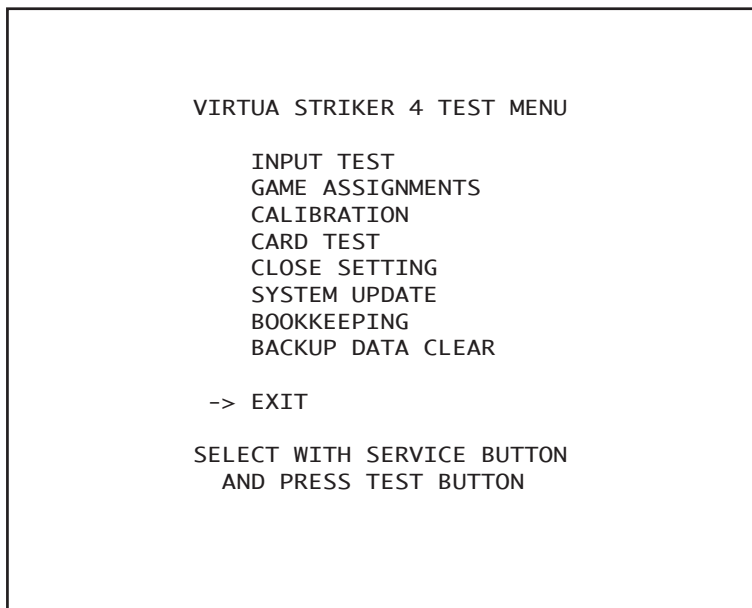 VIRTUA STRIKER 4 TEST MENU
INPUT TEST
GAME ASSIGNMENTS
CALIBRATION
CARD TEST
CLOSE SETTING
SYSTEM UPDATE
BOOKKEEPING
BACKUP DATA CLEAR
-> EXIT
SELECT WITH SERVICE BUTTON
AND PRESS TEST BUTTON